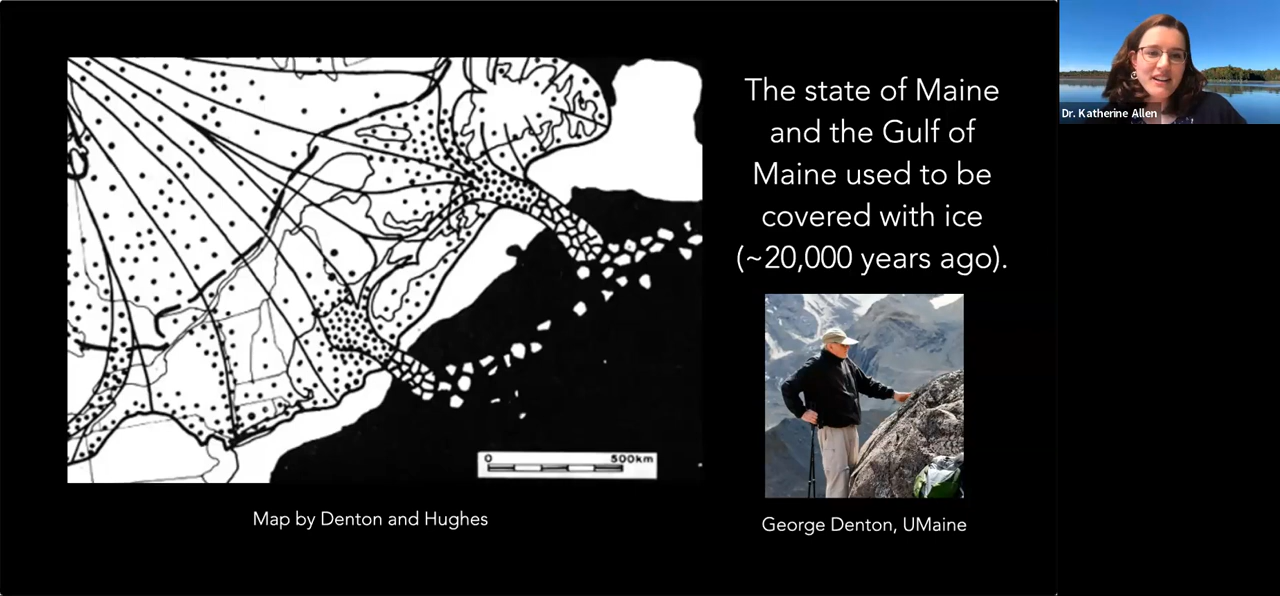 The state of Maine
and the Gulf of
Maine used to be
covered with ice
(~20,000 years ago).
0 500km
Map by Denton and Hughes
George Denton, UMaine
Dr. Katherine Allen